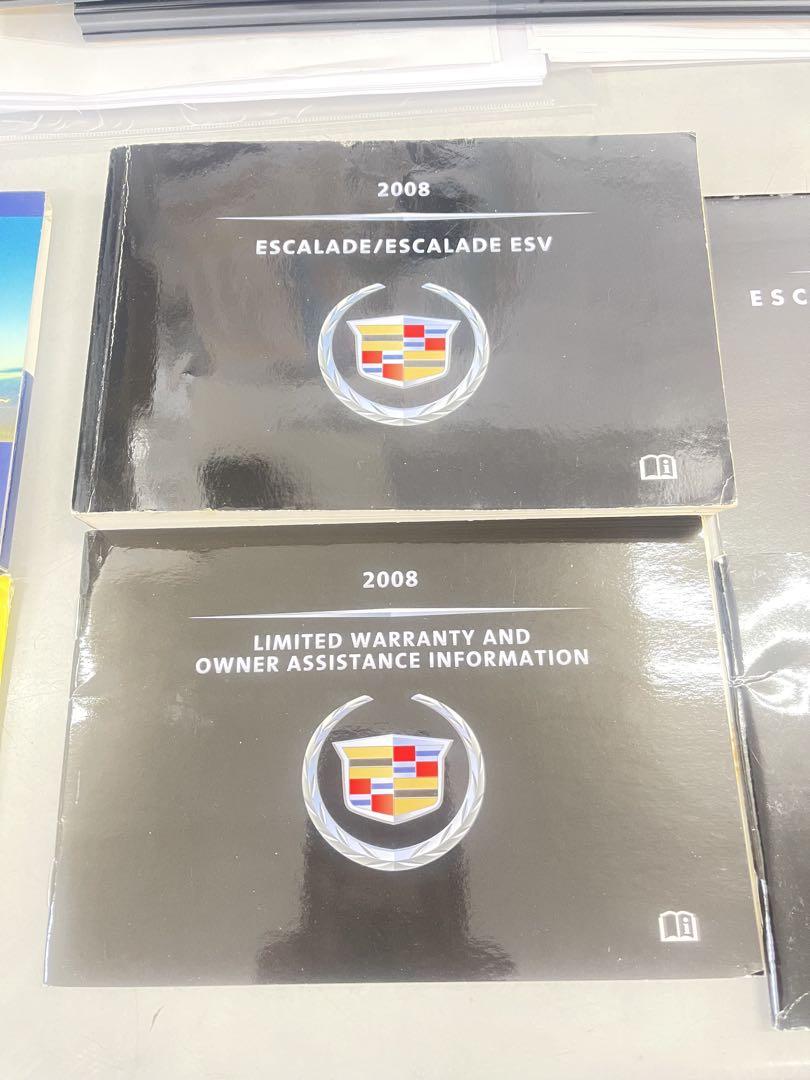 2008
ESCALADE/ESCALADE ESV
i
2008
LIMITED WARRANTY AND
OWNER ASSISTANCE INFORMATION
i
ESC